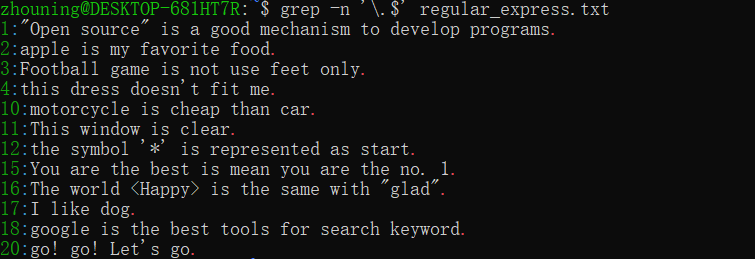 zhouning@DESKTOP-681HT7R:~$ grep -n '\.$' regular_express.txt
1:"Open source" is a good mechanism to develop programs.
2:apple is my favorite food.
3:Football game is not use feet only.
4:this dress doesn't fit me.
10:motorcycle is cheap than car.
11:This window is clear.
12:the symbol '*' is represented as start.
15:You are the best is mean you are the no. 1.
16:The world <Happy> is the same with "glad".
17:I like dog.
18:google is the best tools for search keyword.
20:go! go! Let's go.